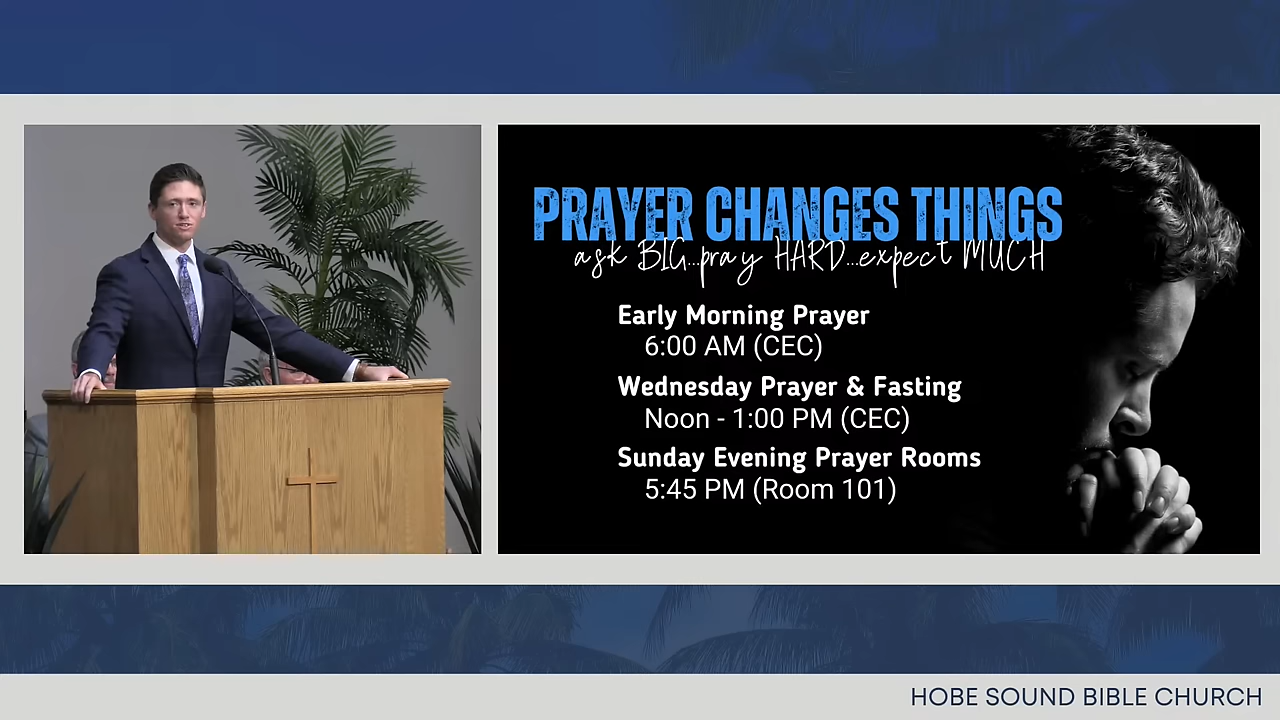 PRAYER CHANGES THINGS
ask BIG...pray HARD...expect MUCH
Early Morning Prayer
6:00 AM (CEC)
Wednesday Prayer & Fasting
Noon - 1:00 PM (CEC)
Sunday Evening Prayer Rooms
5:45 PM (Room 101)
HOBE SOUND BIBLE CHURCH